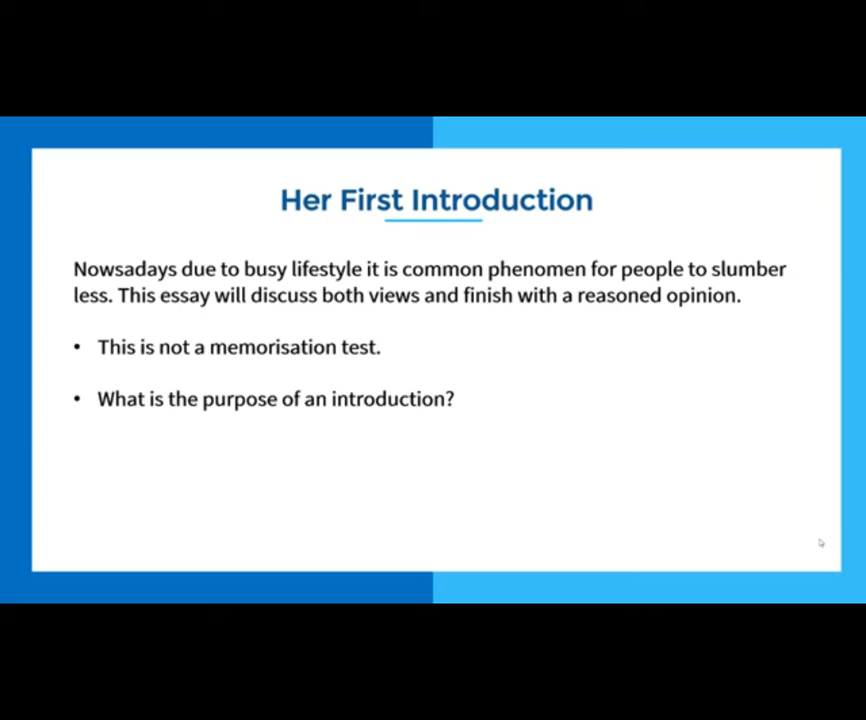 Her First Introduction
Nowsadays due to busy lifestyle it is common phenomen for people to slumber
less. This essay will discuss both views and finish with a reasoned opinion.
• This is not a memorisation test.
• What is the purpose of an introduction?